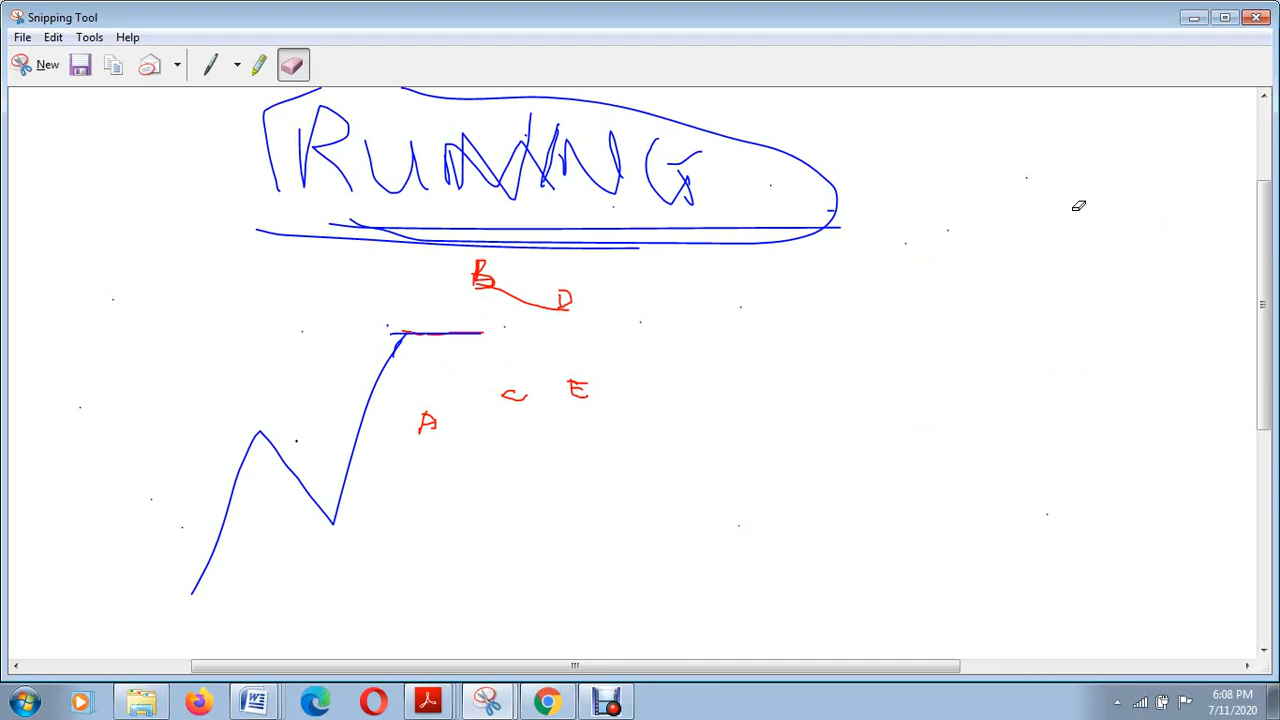 Snipping Tool
File Edit Tools Help
New
RUNNING
B
D
C E
A
6:08 PM
7/11/2020